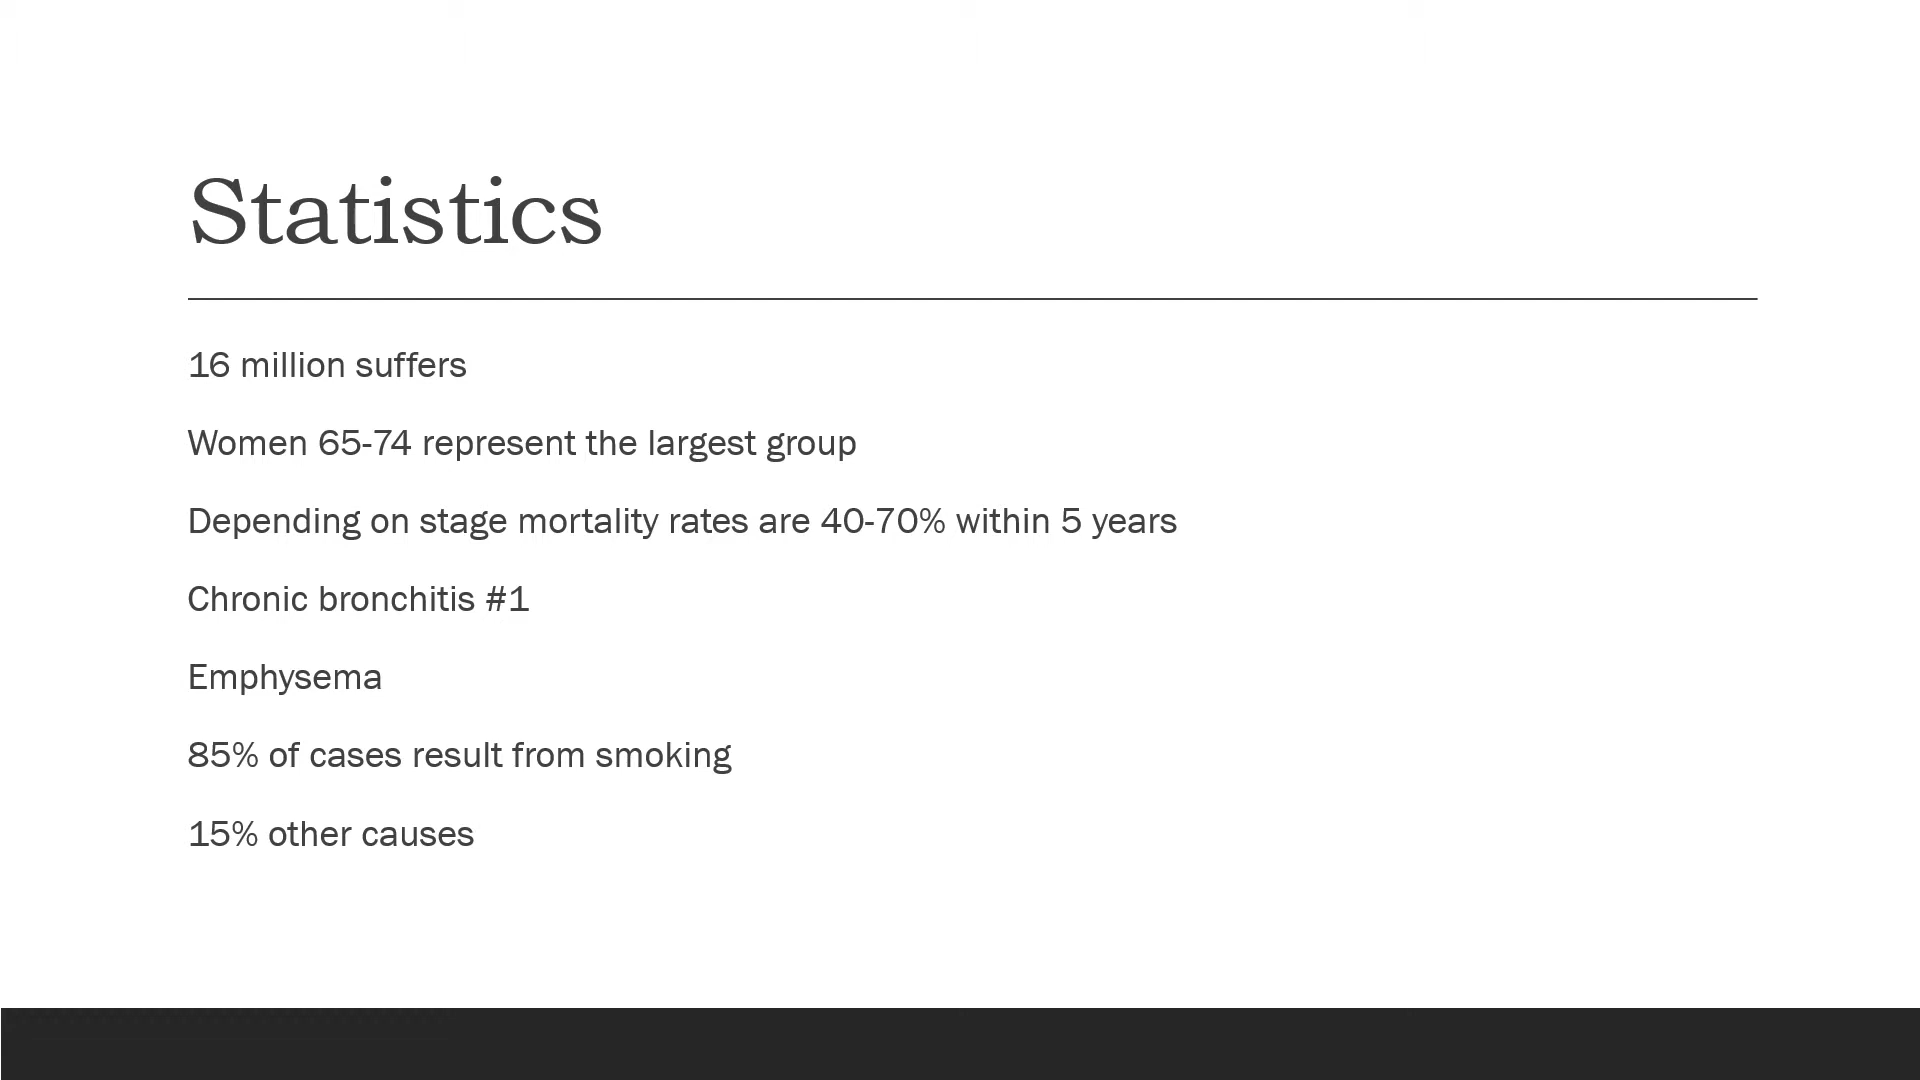 Statistics
16 million suffers
Women 65-74 represent the largest group
Depending on stage mortality rates are 40-70% within 5 years
Chronic bronchitis #1
Emphysema
85% of cases result from smoking
15% other causes